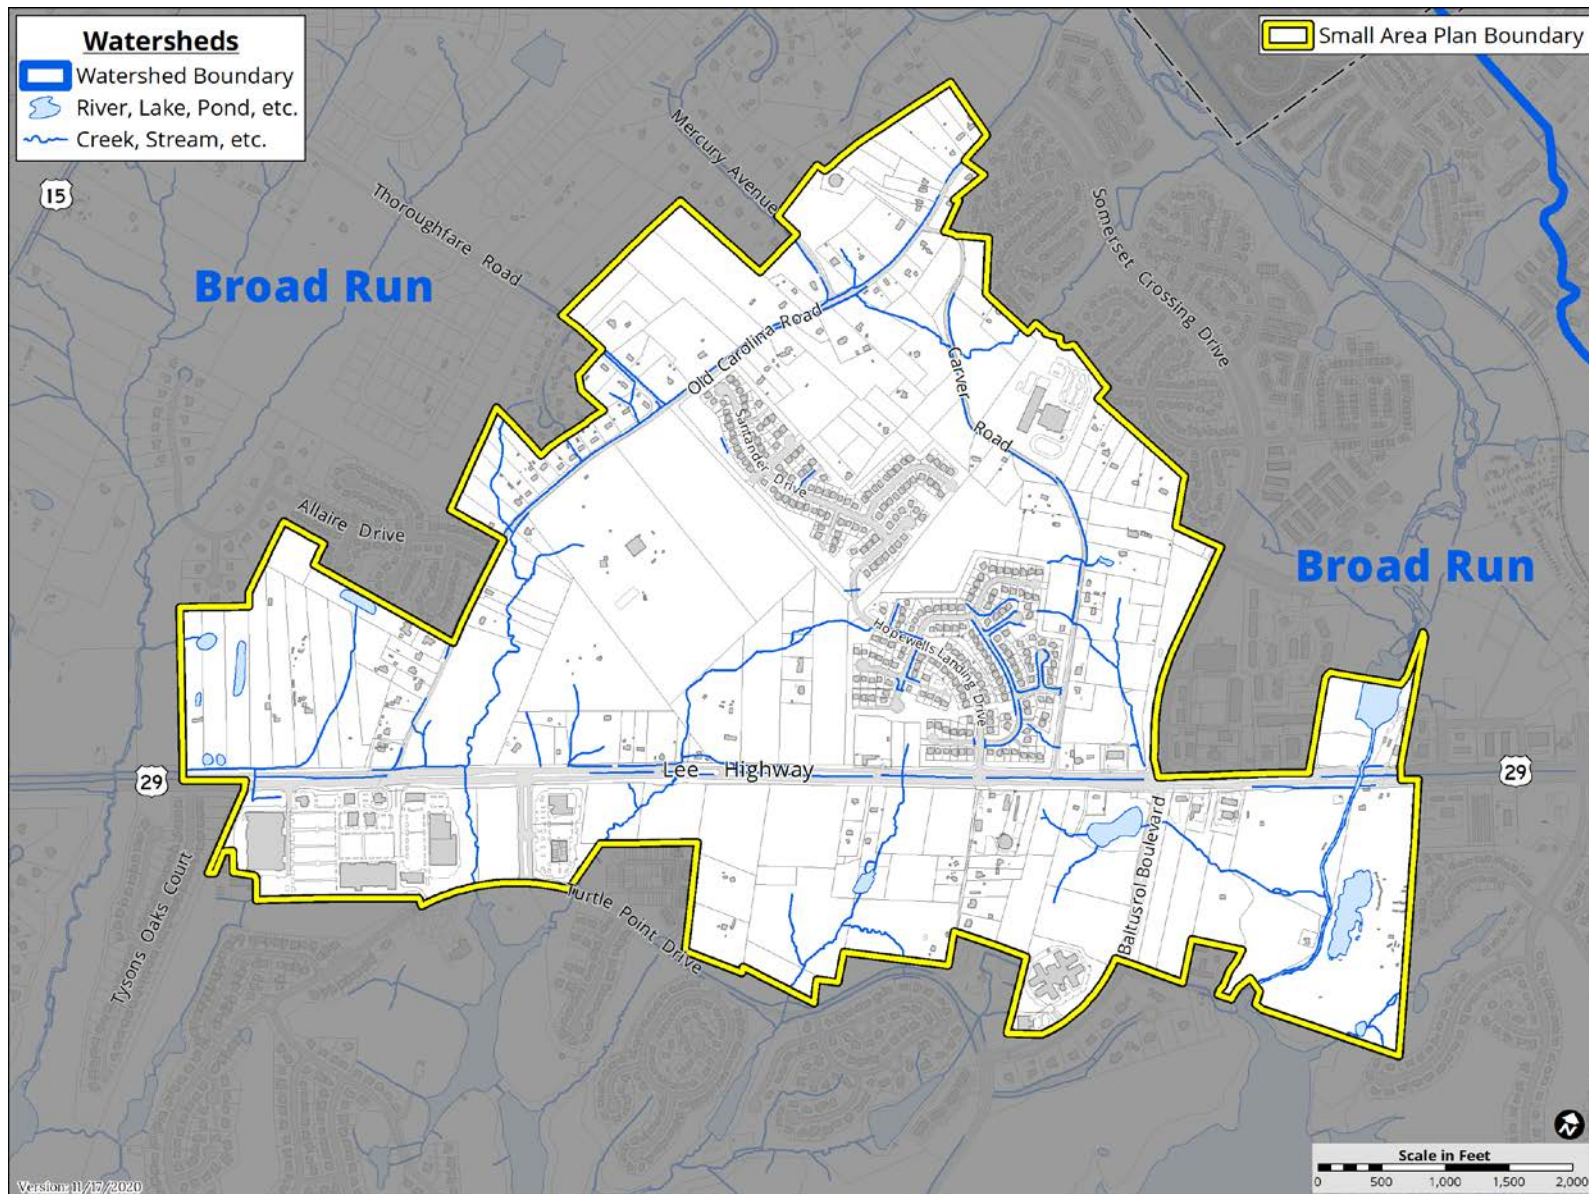 Watersheds
Watershed Boundary
River, Lake, Pond, etc.
Creek, Stream, etc.
Small Area Plan Boundary
15
Mercury Avenue
Thoroughfare Road
Somerset Crossing Drive
Broad Run
Old Carolina Road
Carver Road
Santander Drive
Allaire Drive
Broad Run
Hopewells Landing Drive
29
Lee Highway
29
Tysons Oaks Court
Turtle Point Drive
Baltusrol Boulevard
N
Scale in Feet
0 500 1,000 1,500 2,000
Version: 11/17/2020